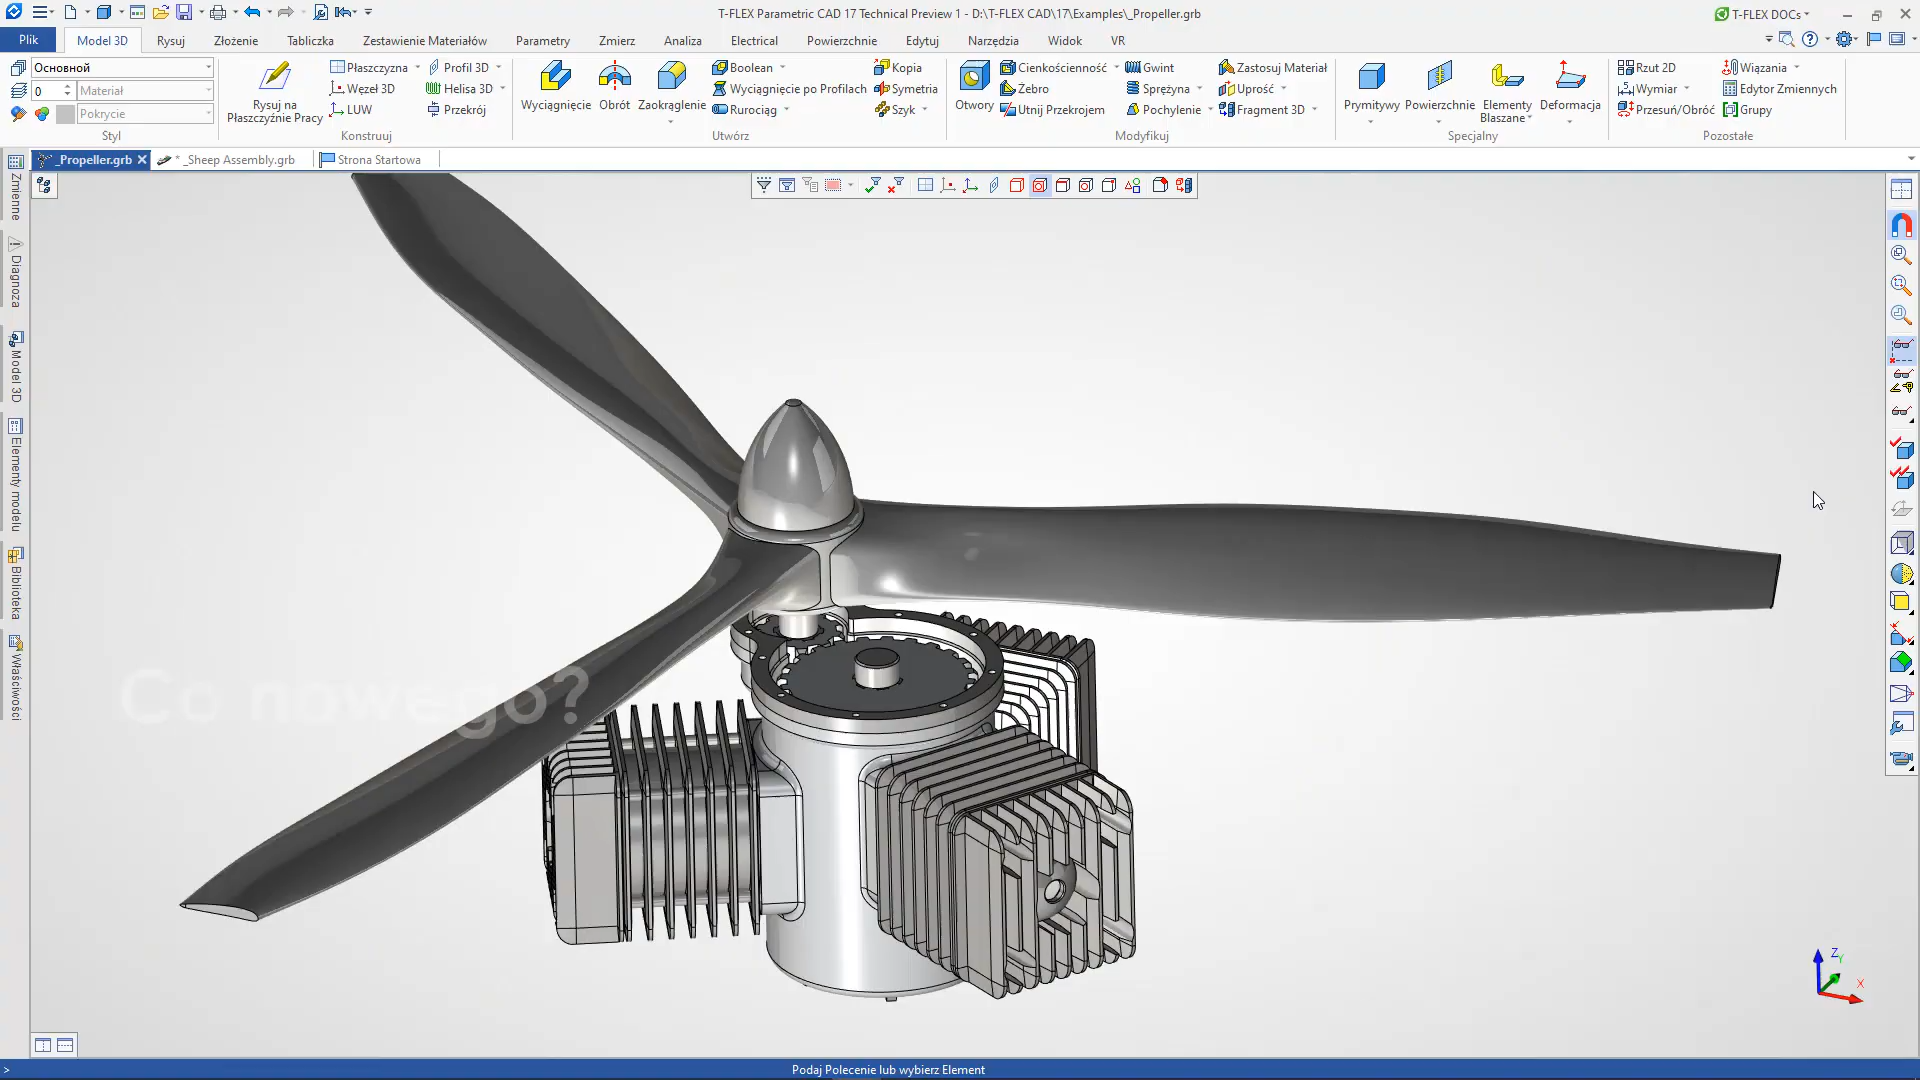 T-FLEX Parametric CAD 17 Technical Preview 1 - D:\T-FLEX CAD\17\Examples\_Propeller.grb
T-FLEX DOCs
Plik
Model 3D
Rysuj
Złożenie
Tabliczka
Zestawienie Materiałów
Parametry
Zmierz
Analiza
Electrical
Powierzchnie
Edytuj
Narzędzia
Widok
VR
Основной
0
Materiał
Pokrycie
Styl
Rysuj na
Płaszczyźnie Pracy
Płaszczyzna
Węzeł 3D
LUW
Profil 3D
Helisa 3D
Przekrój
Konstruuj
Wyciągnięcie
Obrót
Zaokrąglenie
Boolean
Wyciągnięcie po Profilach
Rurociąg
Kopia
Symetria
Szyk
Utwórz
Otwory
Cienkościenność
Żebro
Utnij Przekrojem
Gwint
Sprężyna
Pochylenie
Zastosuj Materiał
Uprość
Fragment 3D
Modyfikuj
Prymitywy
Powierzchnie
Elementy
Blaszane
Deformacja
Specjalny
Rzut 2D
Wymiar
Przesuń/Obróć
Wiązania
Edytor Zmiennych
Grupy
Pozostałe
_Propeller.grb
* _Sheep Assembly.grb
Strona Startowa
Zmienne
Diagnoza
Model 3D
Elementy modelu
Biblioteka
Właściwości
Co nowego?
Z
Y
X
>
Podaj Polecenie lub wybierz Element